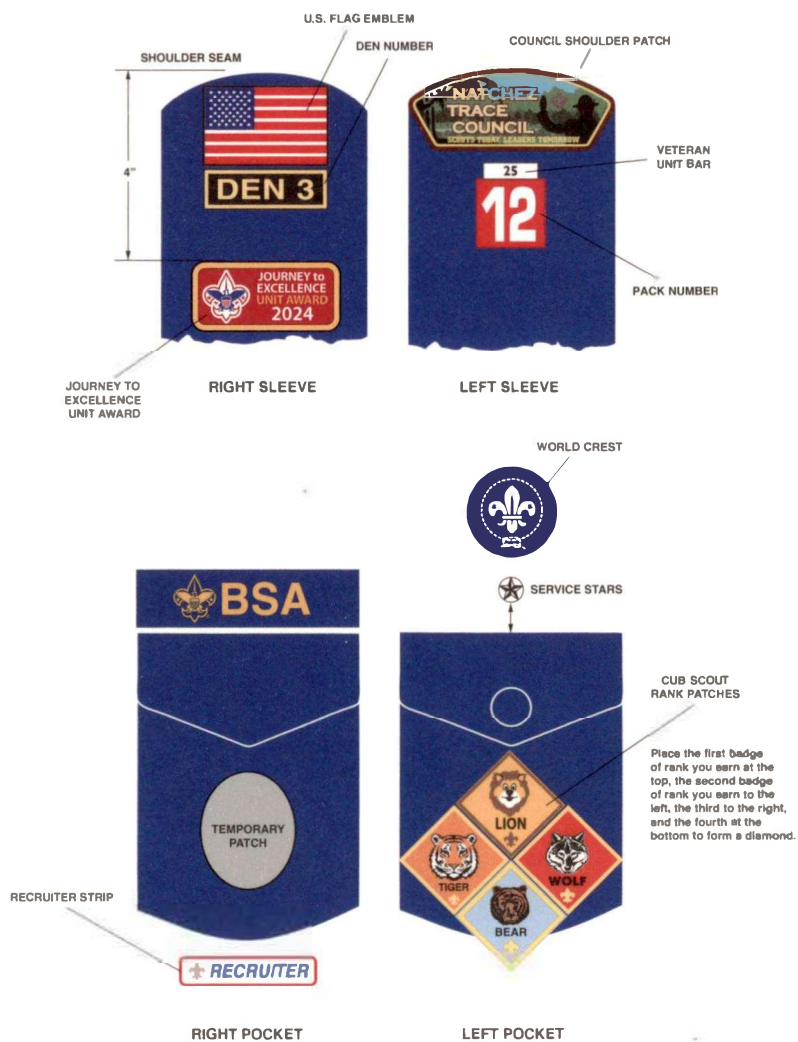 U.S. FLAG EMBLEM
DEN NUMBER
SHOULDER SEAM
COUNCIL SHOULDER PATCH
4"
DEN 3
NATCHEZ
TRACE
COUNCIL
SCOUTS TODAY, LEADERS TOMORROW
25
12
VETERAN
UNIT BAR
PACK NUMBER
JOURNEY to
EXCELLENCE
UNIT AWARD
2024
JOURNEY TO
EXCELLENCE
UNIT AWARD
RIGHT SLEEVE
LEFT SLEEVE
WORLD CREST
BSA
SERVICE STARS
CUB SCOUT
RANK PATCHES
Place the first badge
of rank you earn at the
top, the second badge
of rank you earn to the
left, the third to the right,
and the fourth at the
bottom to form a diamond.
LION
TIGER
WOLF
BEAR
TEMPORARY
PATCH
RECRUITER STRIP
RECRUITER
RIGHT POCKET
LEFT POCKET